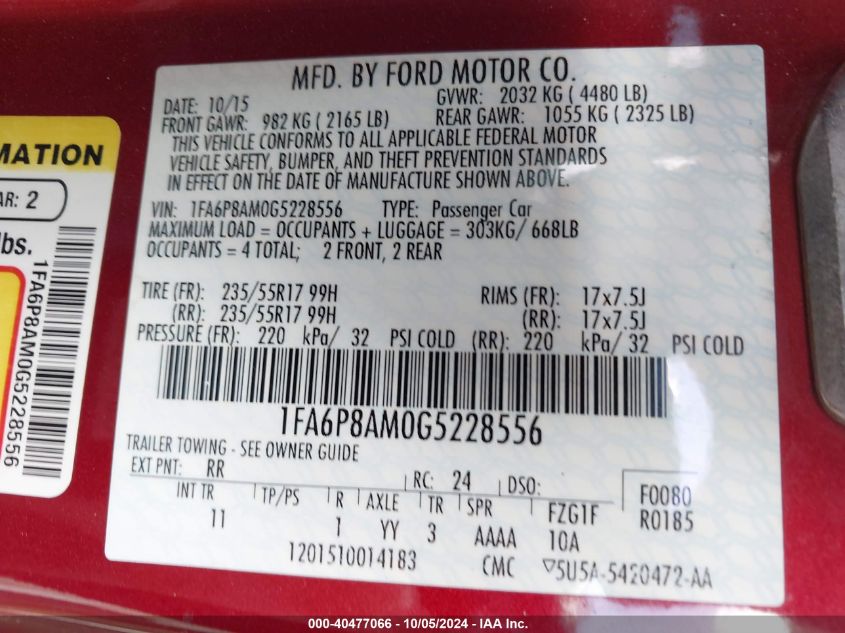 MFD. BY FORD MOTOR CO.
DATE: 10/15 GVWR: 2032 KG ( 4480 LB)
FRONT GAWR: 982 KG ( 2165 LB) REAR GAWR: 1055 KG ( 2325 LB)
THIS VEHICLE CONFORMS TO ALL APPLICABLE FEDERAL MOTOR
VEHICLE SAFETY, BUMPER, AND THEFT PREVENTION STANDARDS
IN EFFECT ON THE DATE OF MANUFACTURE SHOWN ABOVE.
VIN: 1FA6P8AM0G5228556 TYPE: Passenger Car
MAXIMUM LOAD = OCCUPANTS + LUGGAGE = 303KG/ 668LB
OCCUPANTS = 4 TOTAL; 2 FRONT, 2 REAR
TIRE (FR): 235/55R17 99H RIMS (FR): 17x7.5J
(RR): 235/55R17 99H (RR): 17x7.5J
PRESSURE (FR): 220 kPa/ 32 PSI COLD (RR): 220 kPa/ 32 PSI COLD
1FA6P8AM0G5228556
TRAILER TOWING - SEE OWNER GUIDE
EXT PNT: RR RC: 24 DSO: F0080
INT TR TP/PS R AXLE TR SPR FZG1F R0185
11 1 YY 3 AAAA 10A
1201510014183 CMC ▽5U5A-5420472-AA
MATION
AR: 2
lbs.
1FA6P8AM0G5228556
000-40477066 - 10/05/2024 - IAA Inc.